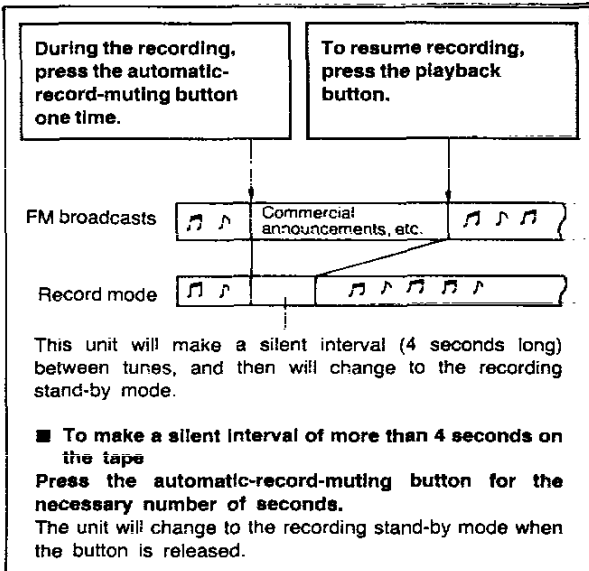 During the recording,
press the automatic-
record-muting button
one time.
To resume recording,
press the playback
button.
FM broadcasts
Commercial
announcements, etc.
Record mode
This unit will make a silent interval (4 seconds long)
between tunes, and then will change to the recording
stand-by mode.
■ To make a silent interval of more than 4 seconds on
the tape
Press the automatic-record-muting button for the
necessary number of seconds.
The unit will change to the recording stand-by mode when
the button is released.